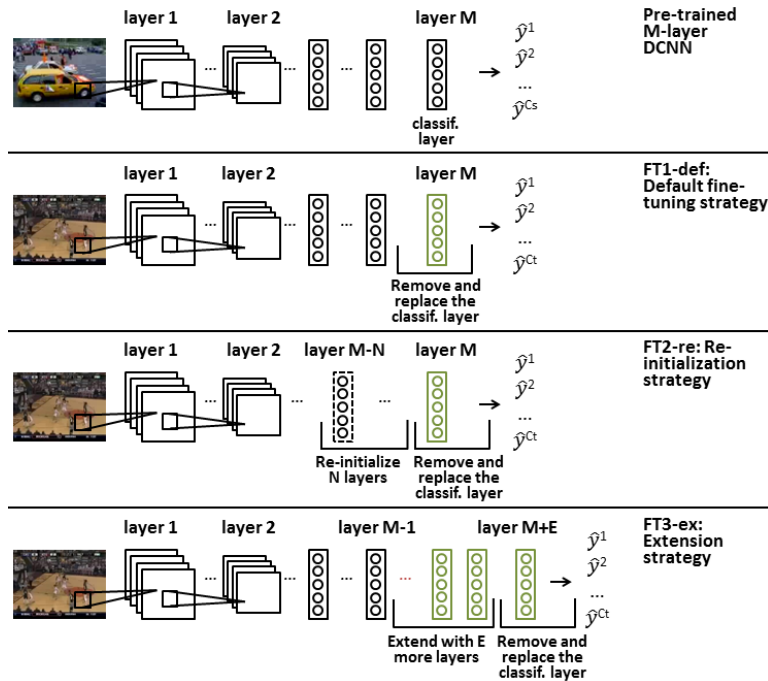 layer 1 layer 2 layer M
Pre-trained
M-layer
DCNN
... ... ...
ŷ¹
ŷ²
...
ŷᶜˢ
classif.
layer
layer 1 layer 2 layer M
FT1-def:
Default fine-
tuning strategy
... ... ...
ŷ¹
ŷ²
...
ŷᶜᵗ
Remove and
replace the
classif. layer
layer 1 layer 2 layer M-N layer M
FT2-re: Re-
initialization
strategy
... ... ...
ŷ¹
ŷ²
...
ŷᶜᵗ
Re-initialize
N layers
Remove and
replace the
classif. layer
layer 1 layer 2 layer M-1 layer M+E
FT3-ex:
Extension
strategy
... ... ... ...
ŷ¹
ŷ²
...
ŷᶜᵗ
Extend with E
more layers
Remove and
replace the
classif. layer